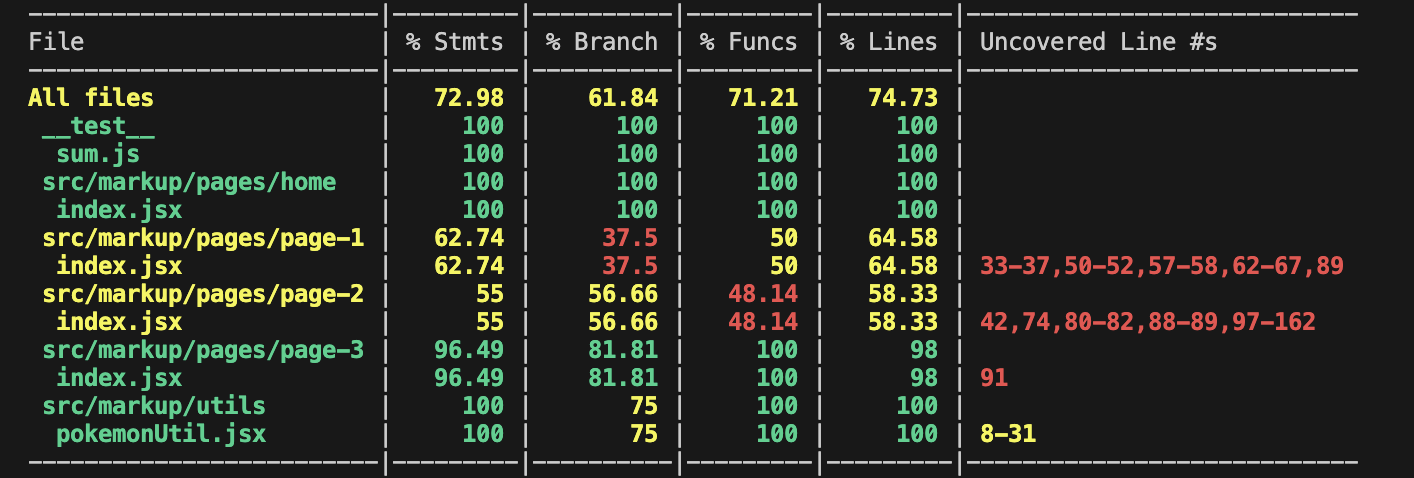 File | % Stmts | % Branch | % Funcs | % Lines | Uncovered Line #s
All files | 72.98 | 61.84 | 71.21 | 74.73 |
__test__ | 100 | 100 | 100 | 100 |
sum.js | 100 | 100 | 100 | 100 |
src/markup/pages/home | 100 | 100 | 100 | 100 |
index.jsx | 100 | 100 | 100 | 100 |
src/markup/pages/page-1 | 62.74 | 37.5 | 50 | 64.58 |
index.jsx | 62.74 | 37.5 | 50 | 64.58 | 33-37,50-52,57-58,62-67,89
src/markup/pages/page-2 | 55 | 56.66 | 48.14 | 58.33 |
index.jsx | 55 | 56.66 | 48.14 | 58.33 | 42,74,80-82,88-89,97-162
src/markup/pages/page-3 | 96.49 | 81.81 | 100 | 98 |
index.jsx | 96.49 | 81.81 | 100 | 98 | 91
src/markup/utils | 100 | 75 | 100 | 100 |
pokemonUtil.jsx | 100 | 75 | 100 | 100 | 8-31